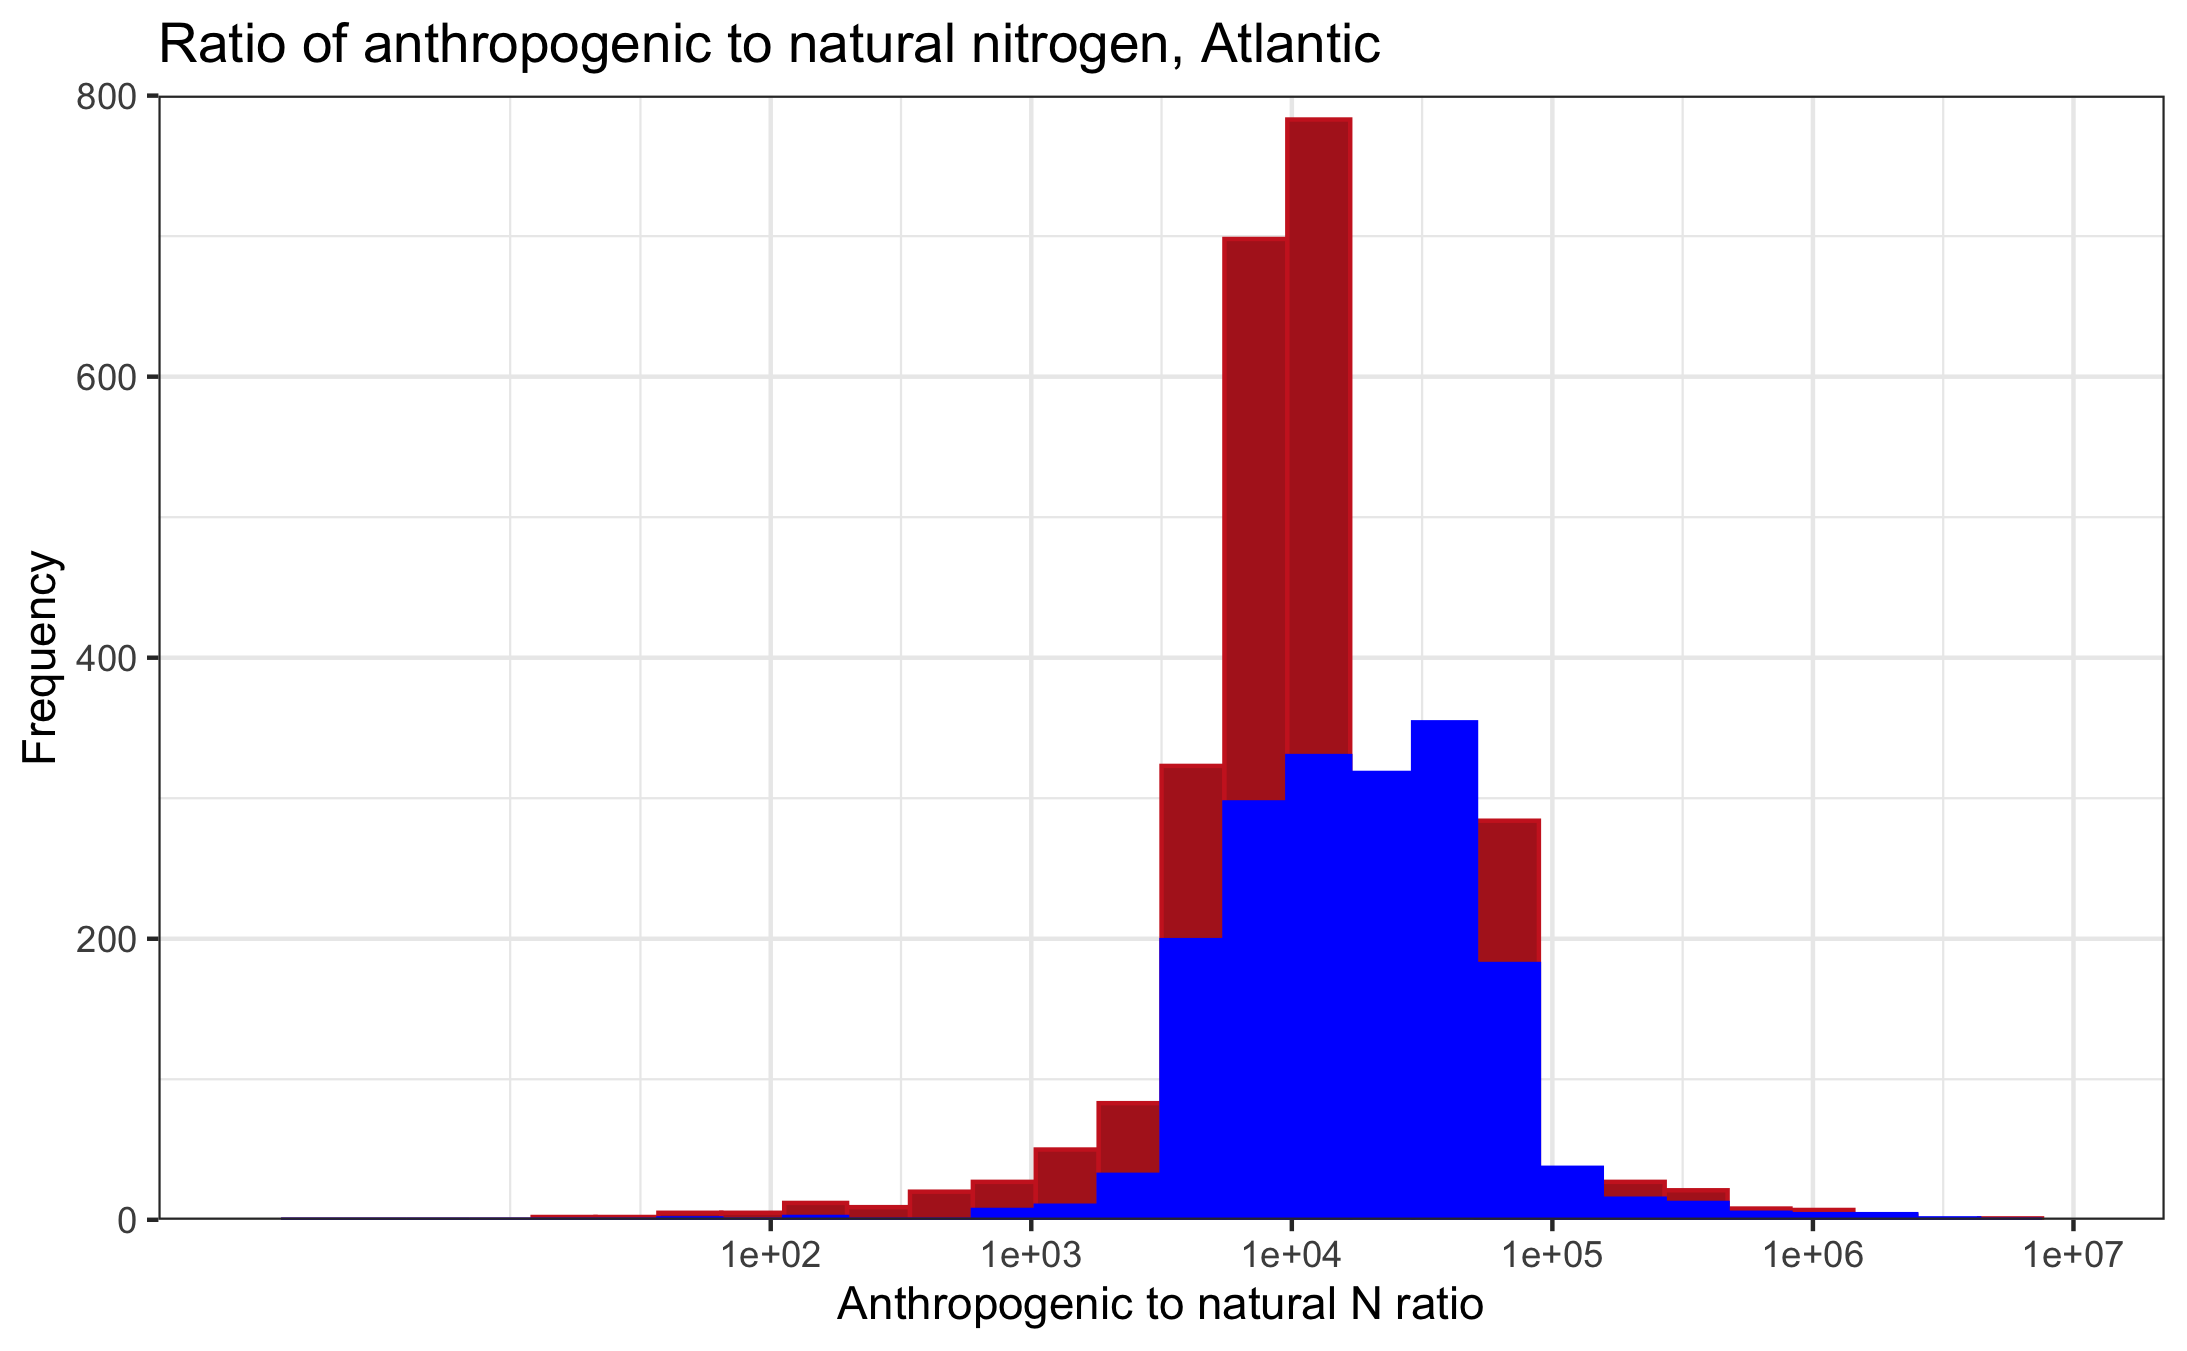 Ratio of anthropogenic to natural nitrogen, Atlantic
800
600
400
200
0
Frequency
1e+02 1e+03 1e+04 1e+05 1e+06 1e+07
Anthropogenic to natural N ratio